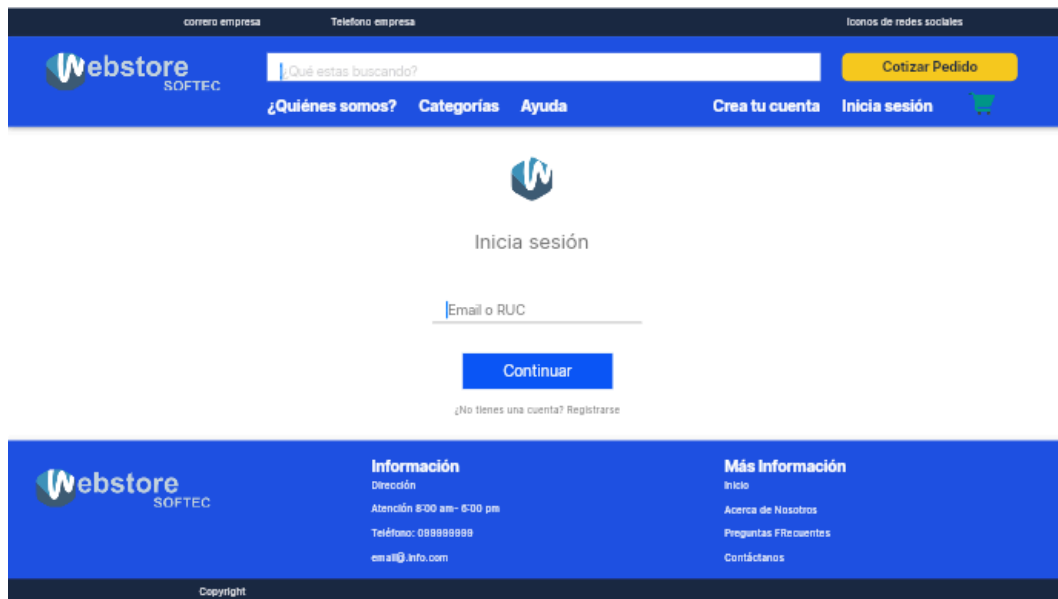 correro empresa Telefono empresa Iconos de redes sociales
Webstore
SOFTEC
¿Qué estas buscando?
Cotizar Pedido
¿Quiénes somos? Categorías Ayuda Crea tu cuenta Inicia sesión
Inicia sesión
Email o RUC
Continuar
¿No tienes una cuenta? Registrarse
Webstore
SOFTEC
Información
Dirección
Atención 8:00 am- 6:00 pm
Teléfono: 099999999
email@.info.com
Más Información
Inicio
Acerca de Nosotros
Preguntas FRecuentes
Contáctanos
Copyright